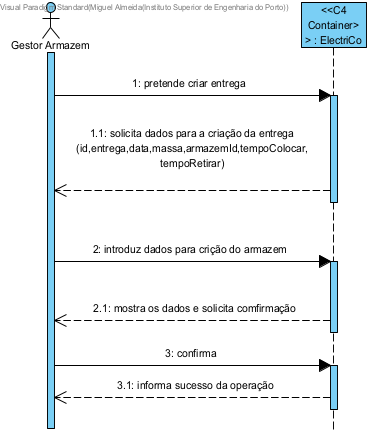 Visual Paradigm Standard(Miguel Almeida(Instituto Superior de Engenharia do Porto))
Gestor Armazem
<<C4
Container>
> : ElectriCo
1: pretende criar entrega
1.1: solicita dados para a criação da entrega
(id,entrega,data,massa,armazemId,tempoColocar,
tempoRetirar)
2: introduz dados para crição do armazem
2.1: mostra os dados e solicita comfirmação
3: confirma
3.1: informa sucesso da operação